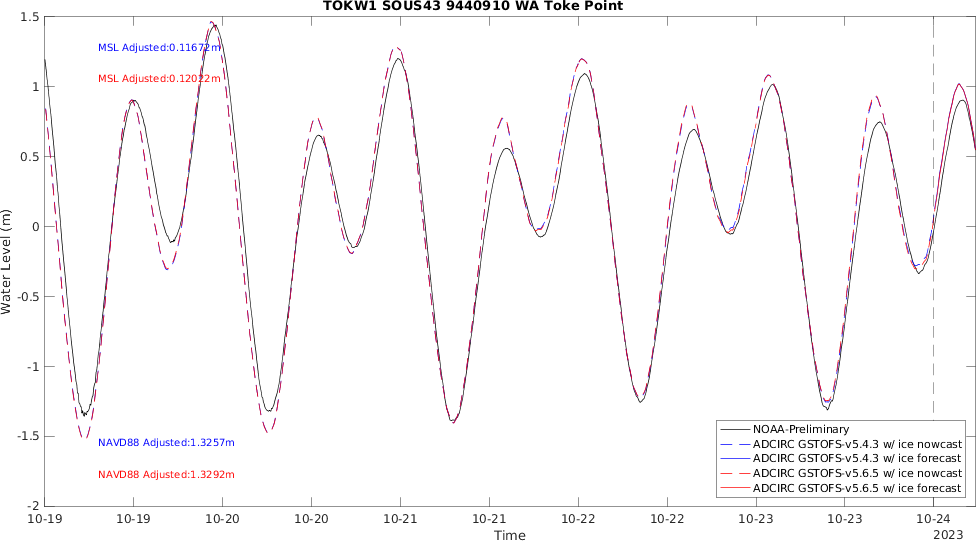 TOKW1 SOUS43 9440910 WA Toke Point
1.5
1
0.5
0
-0.5
-1
-1.5
-2
Water Level (m)
MSL Adjusted:0.11672m
MSL Adjusted:0.12022m
NAVD88 Adjusted:1.3257m
NAVD88 Adjusted:1.3292m
NOAA-Preliminary
ADCIRC GSTOFS-v5.4.3 w/ ice nowcast
ADCIRC GSTOFS-v5.4.3 w/ ice forecast
ADCIRC GSTOFS-v5.6.5 w/ ice nowcast
ADCIRC GSTOFS-v5.6.5 w/ ice forecast
10-19 10-19 10-20 10-20 10-21 10-21 10-22 10-22 10-23 10-23 10-24
Time
2023